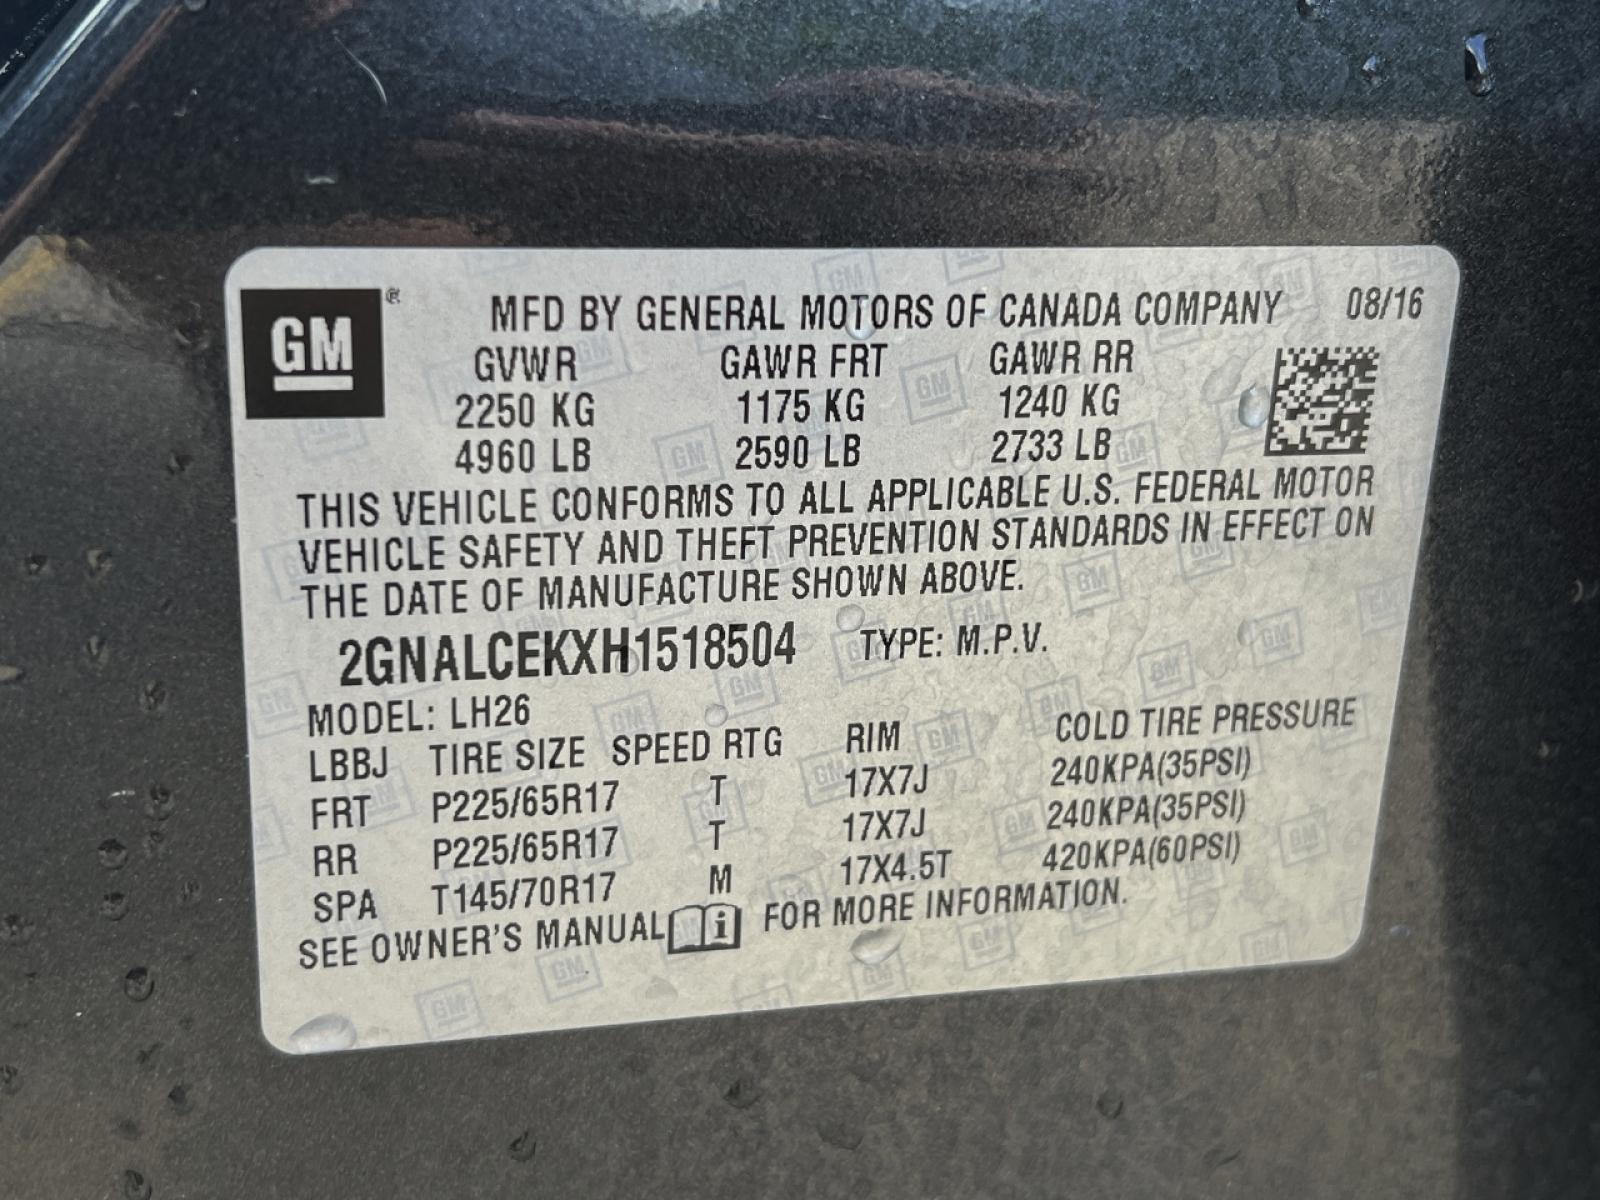 GM ® MFD BY GENERAL MOTORS OF CANADA COMPANY 08/16
GVWR GAWR FRT GAWR RR
2250 KG 1175 KG 1240 KG
4960 LB 2590 LB 2733 LB
THIS VEHICLE CONFORMS TO ALL APPLICABLE U.S. FEDERAL MOTOR
VEHICLE SAFETY AND THEFT PREVENTION STANDARDS IN EFFECT ON
THE DATE OF MANUFACTURE SHOWN ABOVE.
2GNALCEKXH1518504 TYPE: M.P.V.
MODEL: LH26
LBBJ TIRE SIZE SPEED RTG RIM COLD TIRE PRESSURE
FRT P225/65R17 T 17X7J 240KPA(35PSI)
RR P225/65R17 T 17X7J 240KPA(35PSI)
SPA T145/70R17 M 17X4.5T 420KPA(60PSI)
SEE OWNER'S MANUAL i FOR MORE INFORMATION.